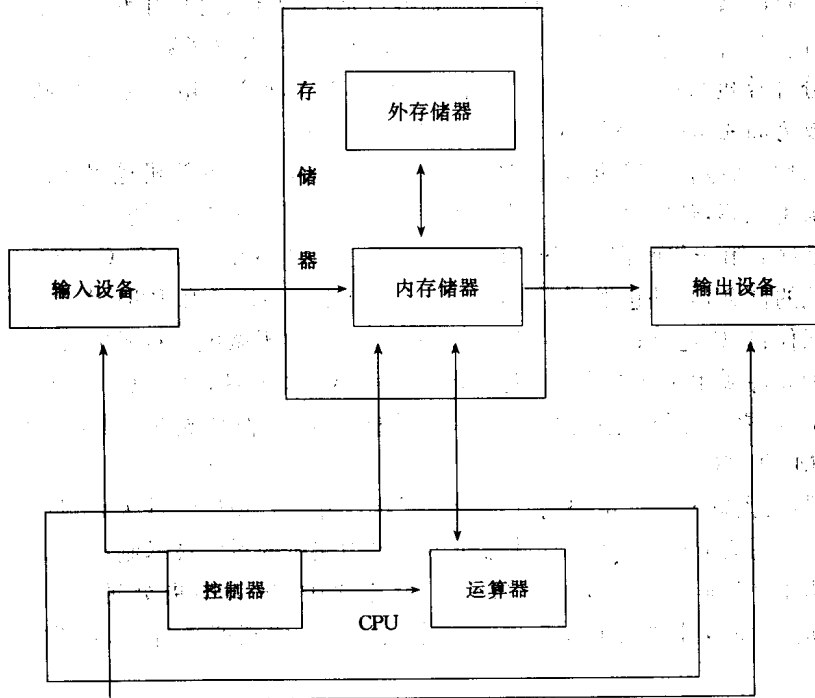 存储器
外存储器
输入设备
内存储器
输出设备
控制器
运算器
CPU